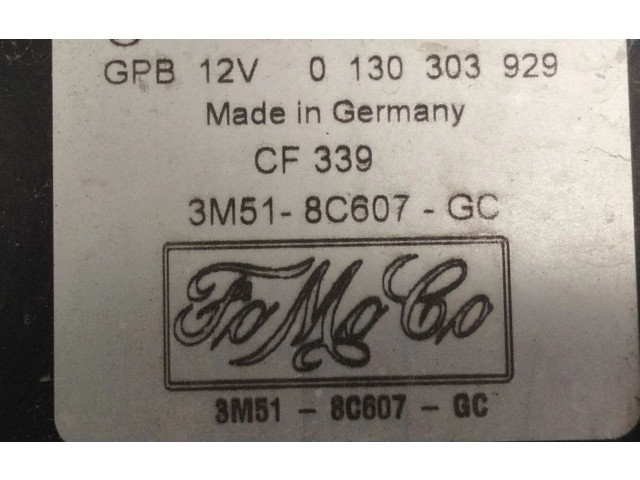 GPB 12V 0 130 303 929
Made in Germany
CF 339
3M51- 8C607 - GC
FoMoCo
3M51 - 8C607 - GC